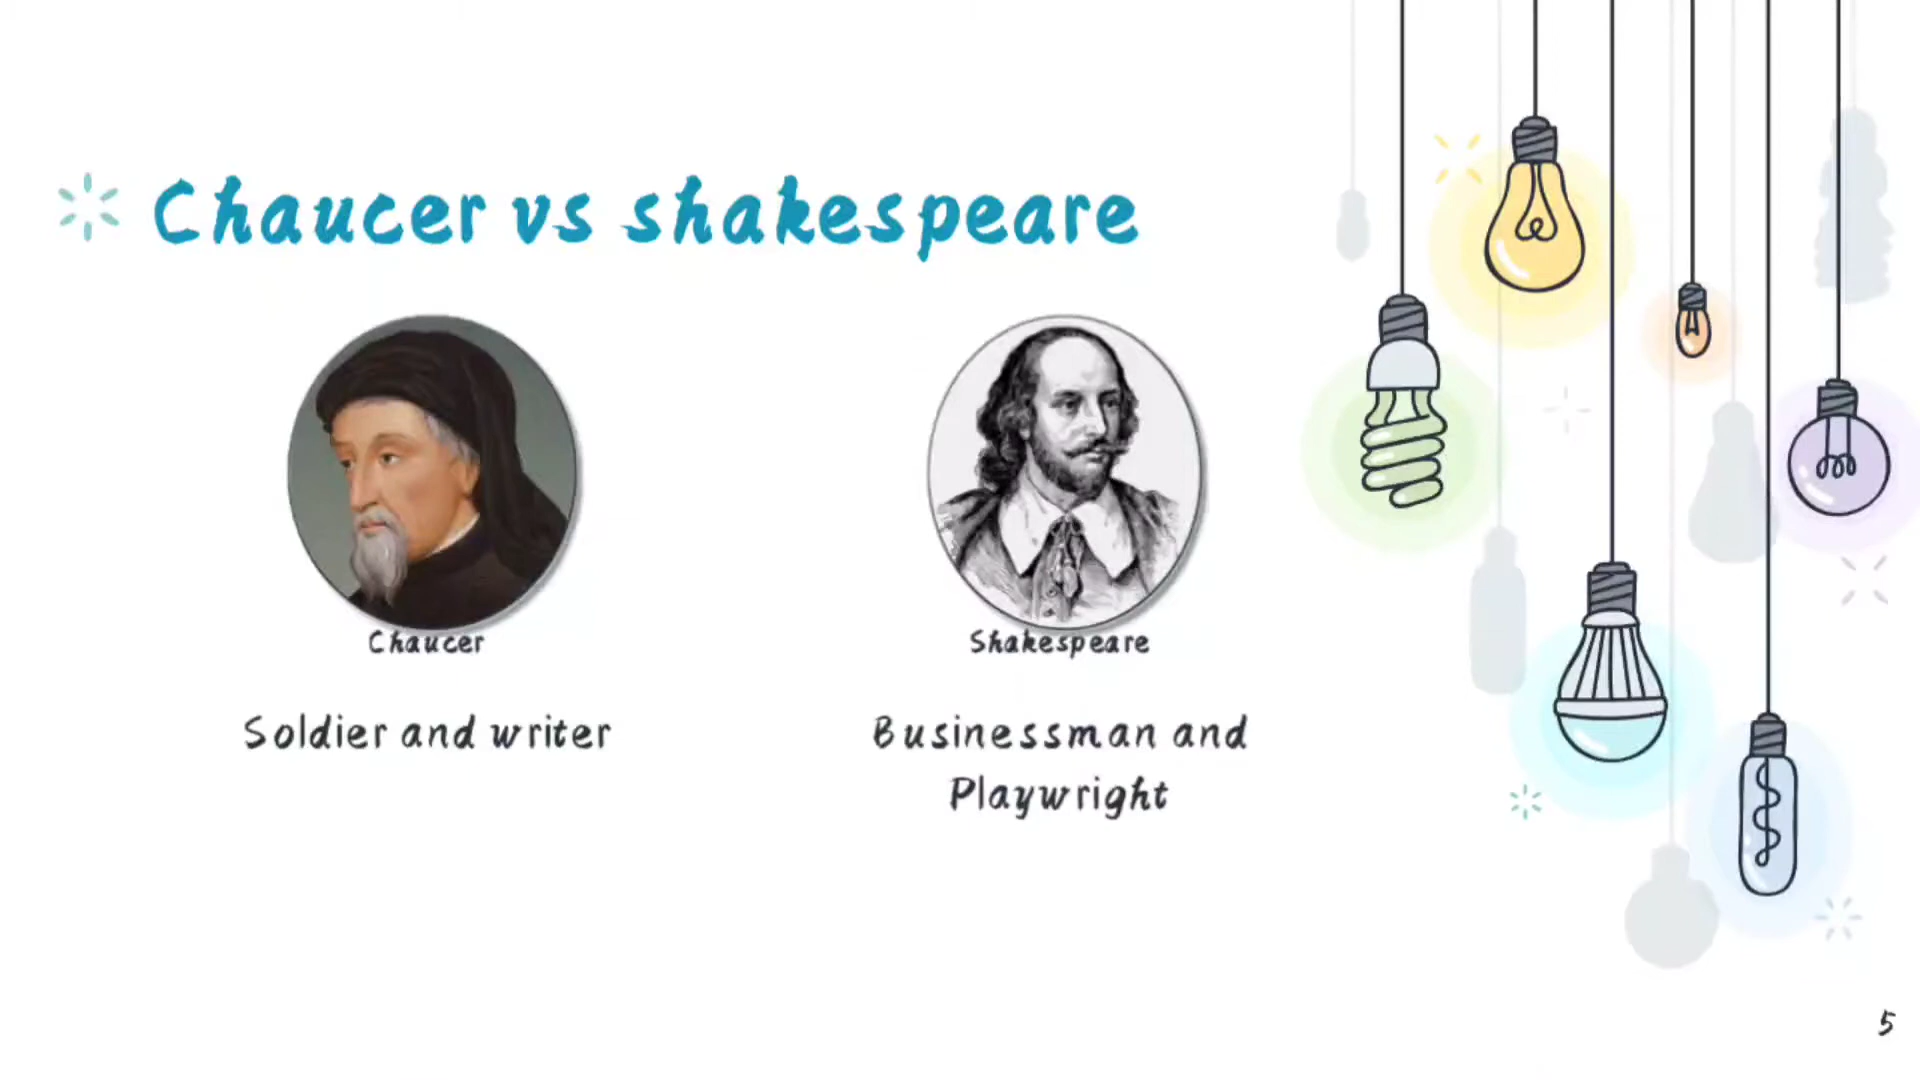 Chaucer vs shakespeare
Chaucer
Shakespeare
Soldier and writer
Businessman and
Playwright
5